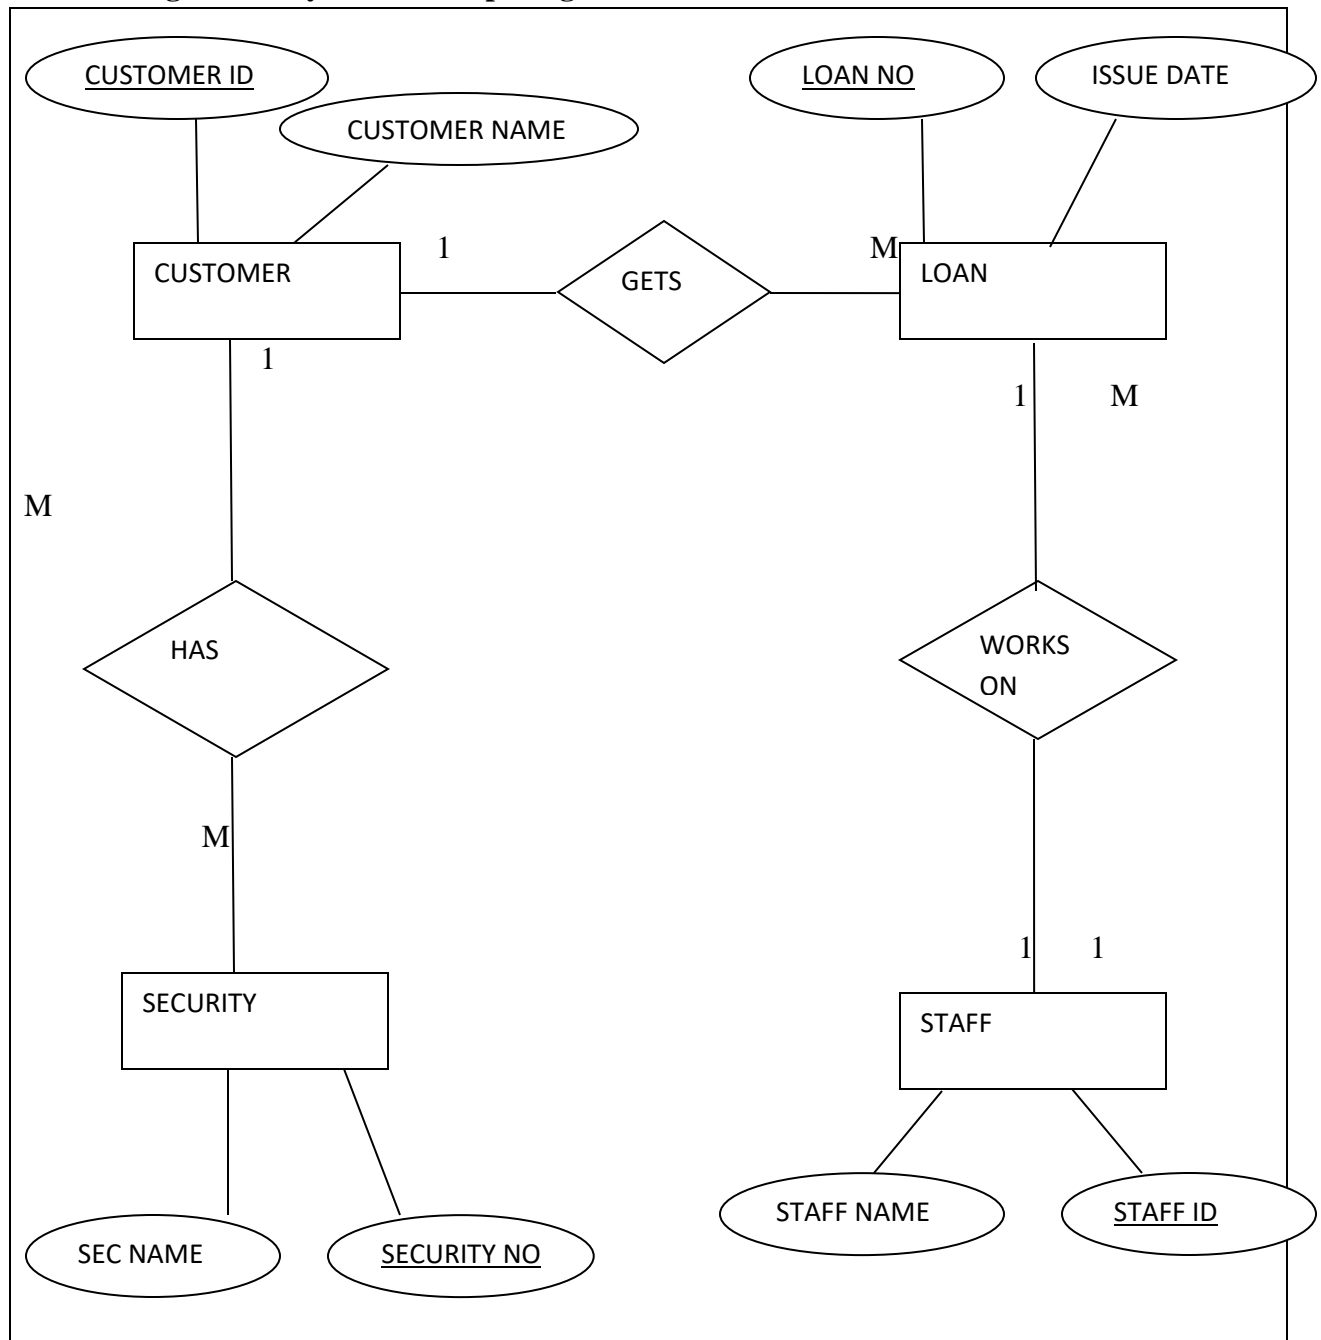 CUSTOMER ID
LOAN NO
ISSUE DATE
CUSTOMER NAME
1
M
CUSTOMER
GETS
LOAN
1
1
M
M
HAS
WORKS
ON
M
1
1
SECURITY
STAFF
STAFF NAME
STAFF ID
SEC NAME
SECURITY NO